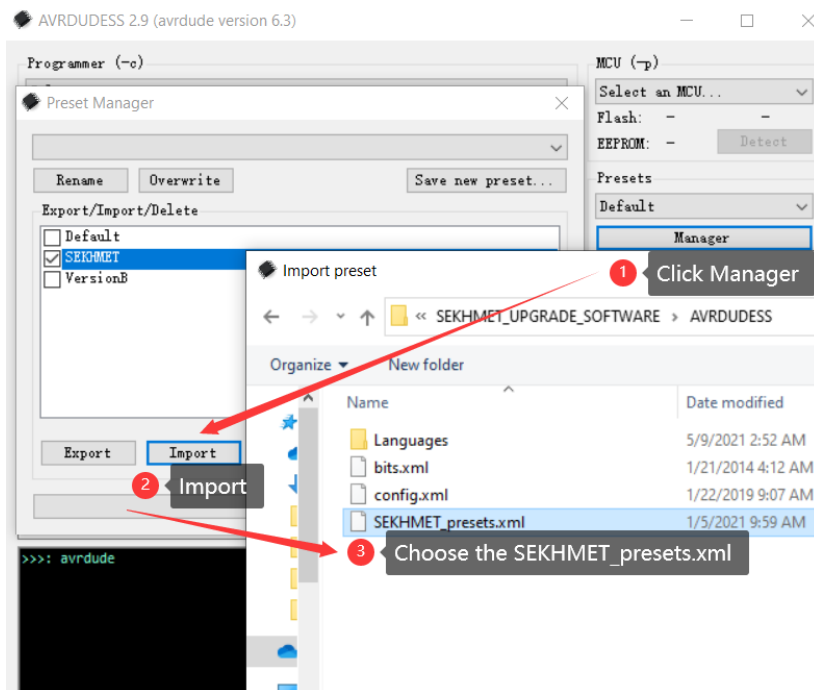 AVRDUDESS 2.9 (avrdude version 6.3)
Programmer (-c)
MCU (-p)
Preset Manager
Select an MCU...
Flash: - -
EEPROM: - Detect
Rename Overwrite Save new preset...
Presets
Export/Import/Delete
Default
Default
Manager
SEKHMET
VersionB
Import preset
1 Click Manager
« SEKHMET_UPGRADE_SOFTWARE › AVRDUDESS
Organize New folder
Name Date modified
Languages 5/9/2021 2:52 AM
bits.xml 1/21/2014 4:12 AM
config.xml 1/22/2019 9:07 AM
SEKHMET_presets.xml 1/5/2021 9:59 AM
Export Import
2 Import
3 Choose the SEKHMET_presets.xml
>>>: avrdude